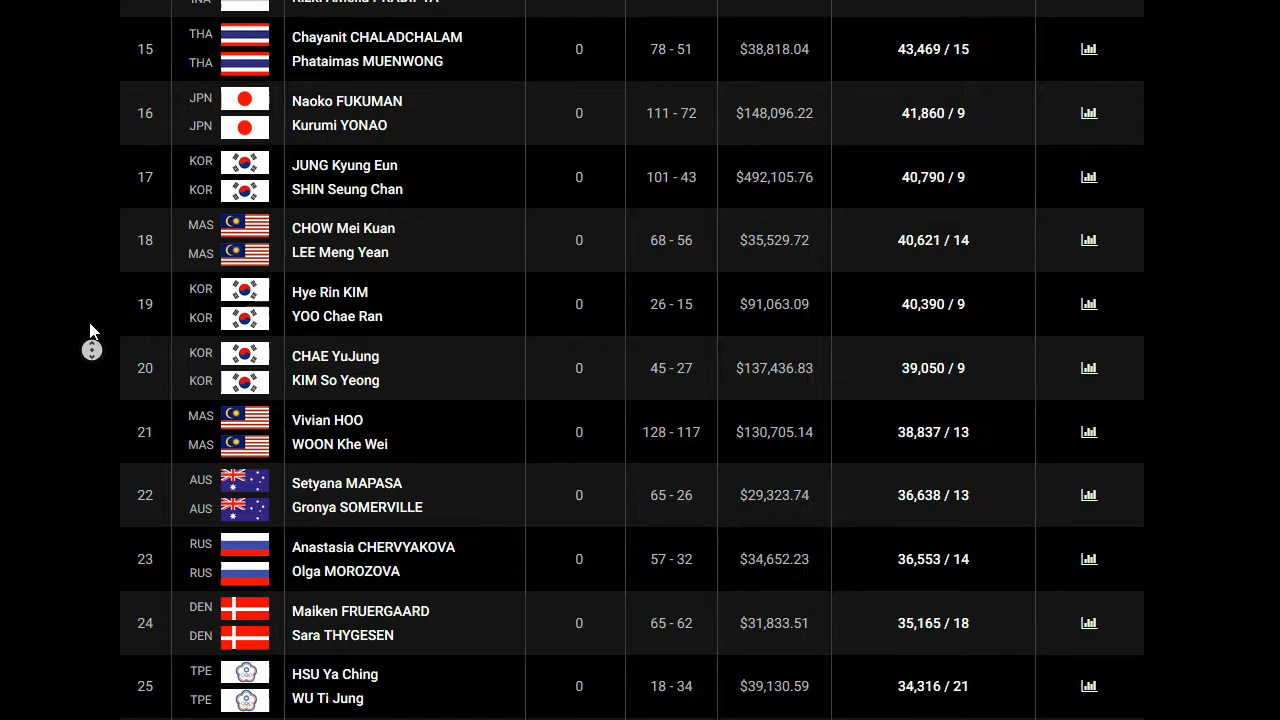 15 THA Chayanit CHALADCHALAM 0 78 - 51 $38,818.04 43,469 / 15
THA Phataimas MUENWONG
16 JPN Naoko FUKUMAN 0 111 - 72 $148,096.22 41,860 / 9
JPN Kurumi YONAO
17 KOR JUNG Kyung Eun 0 101 - 43 $492,105.76 40,790 / 9
KOR SHIN Seung Chan
18 MAS CHOW Mei Kuan 0 68 - 56 $35,529.72 40,621 / 14
MAS LEE Meng Yean
19 KOR Hye Rin KIM 0 26 - 15 $91,063.09 40,390 / 9
KOR YOO Chae Ran
20 KOR CHAE YuJung 0 45 - 27 $137,436.83 39,050 / 9
KOR KIM So Yeong
21 MAS Vivian HOO 0 128 - 117 $130,705.14 38,837 / 13
MAS WOON Khe Wei
22 AUS Setyana MAPASA 0 65 - 26 $29,323.74 36,638 / 13
AUS Gronya SOMERVILLE
23 RUS Anastasia CHERVYAKOVA 0 57 - 32 $34,652.23 36,553 / 14
RUS Olga MOROZOVA
24 DEN Maiken FRUERGAARD 0 65 - 62 $31,833.51 35,165 / 18
DEN Sara THYGESEN
25 TPE HSU Ya Ching 0 18 - 34 $39,130.59 34,316 / 21
TPE WU Ti Jung